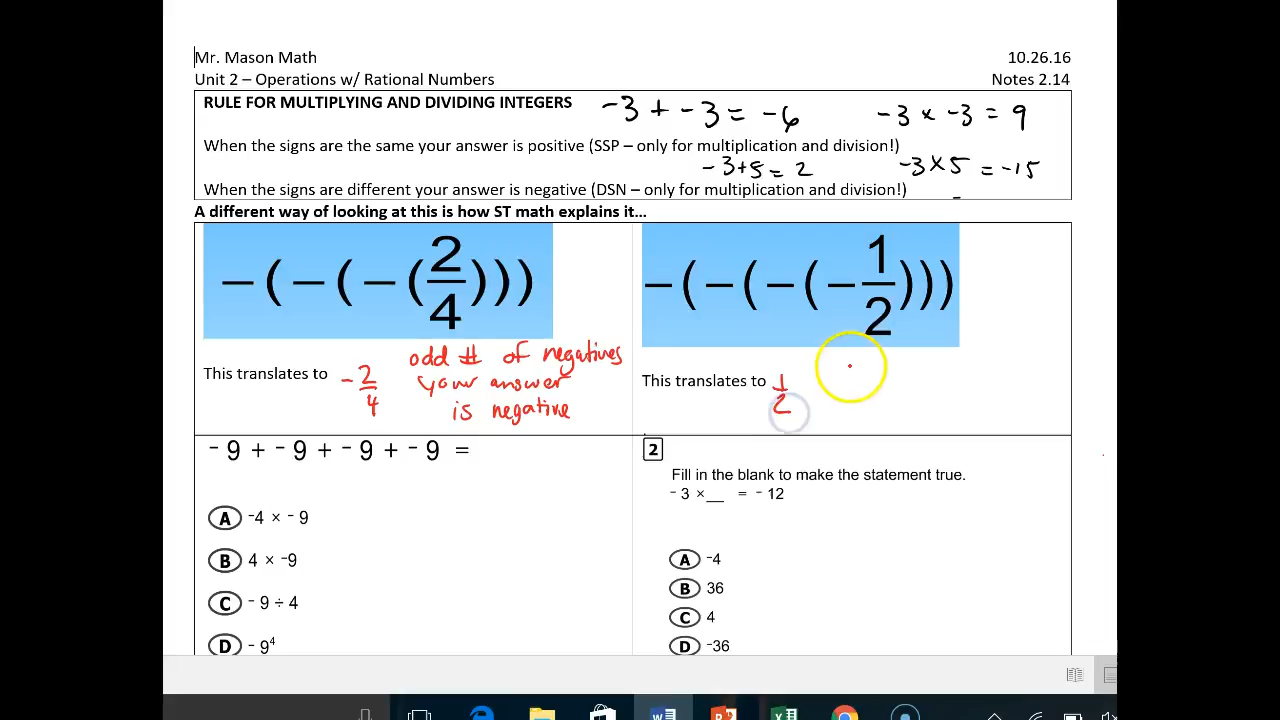 Mr. Mason Math 10.26.16
Unit 2 – Operations w/ Rational Numbers Notes 2.14
RULE FOR MULTIPLYING AND DIVIDING INTEGERS -3 + -3 = -6 -3 × -3 = 9
When the signs are the same your answer is positive (SSP – only for multiplication and division!)
-3+5 = 2 -3×5 = -15
When the signs are different your answer is negative (DSN – only for multiplication and division!)
A different way of looking at this is how ST math explains it...
−(−(−(2/4)))
This translates to -2/4
odd # of negatives
your answer
is negative
−(−(−(−1/2)))
This translates to 1/2
-9 + -9 + -9 + -9 =
A -4 × -9
B 4 × -9
C -9 ÷ 4
D -9⁴
2
Fill in the blank to make the statement true.
-3 ×__ = -12
A -4
B 36
C 4
D -36